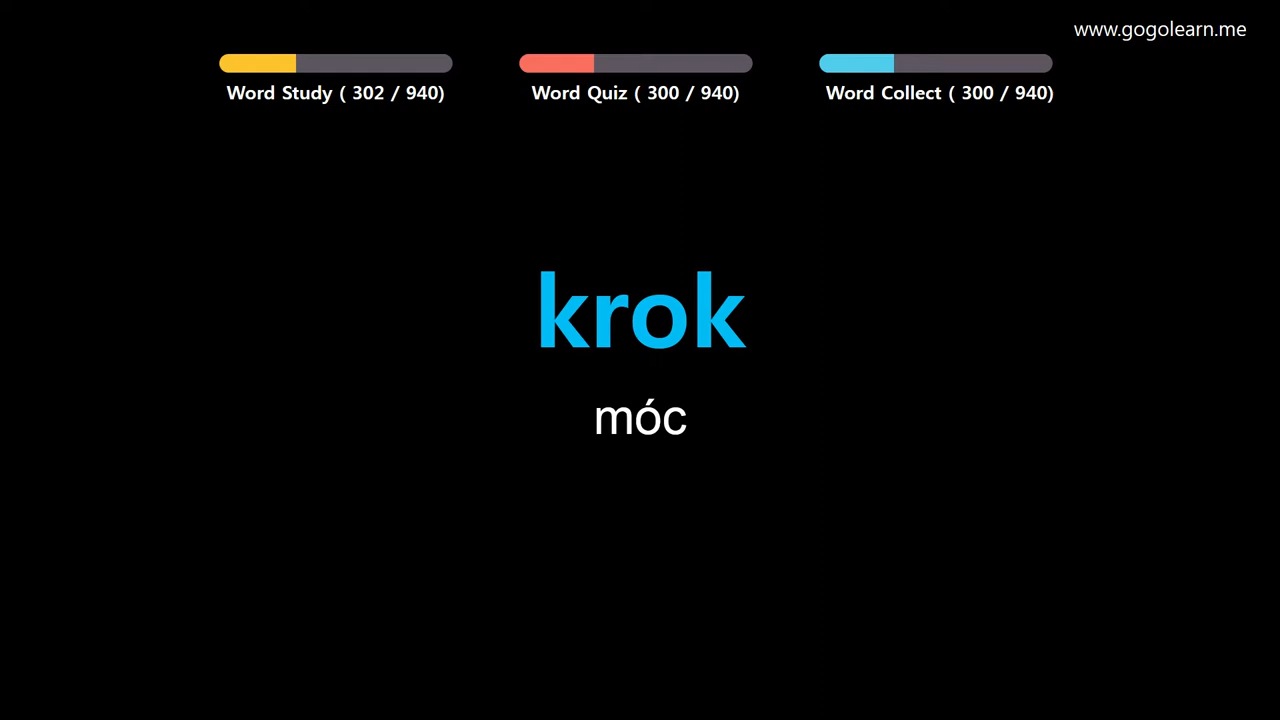 www.gogolearn.me
Word Study ( 302 / 940)
Word Quiz ( 300 / 940)
Word Collect ( 300 / 940)
krok
móc